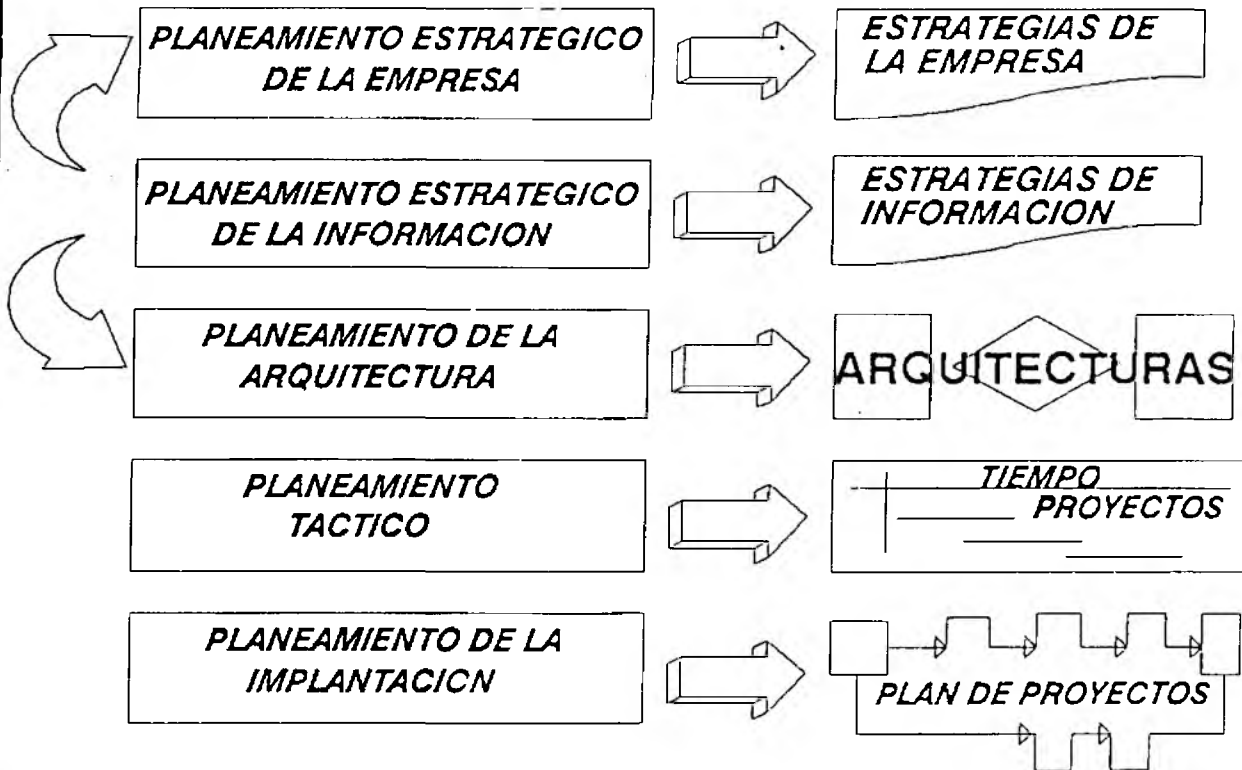 PLANEAMIENTO ESTRATEGICO
DE LA EMPRESA
ESTRATEGIAS DE
LA EMPRESA
PLANEAMIENTO ESTRATEGICO
DE LA INFORMACION
ESTRATEGIAS DE
INFORMACION
PLANEAMIENTO DE LA
ARQUITECTURA
ARQUITECTURAS
PLANEAMIENTO
TACTICO
TIEMPO
PROYECTOS
PLANEAMIENTO DE LA
IMPLANTACICN
PLAN DE PROYECTOS